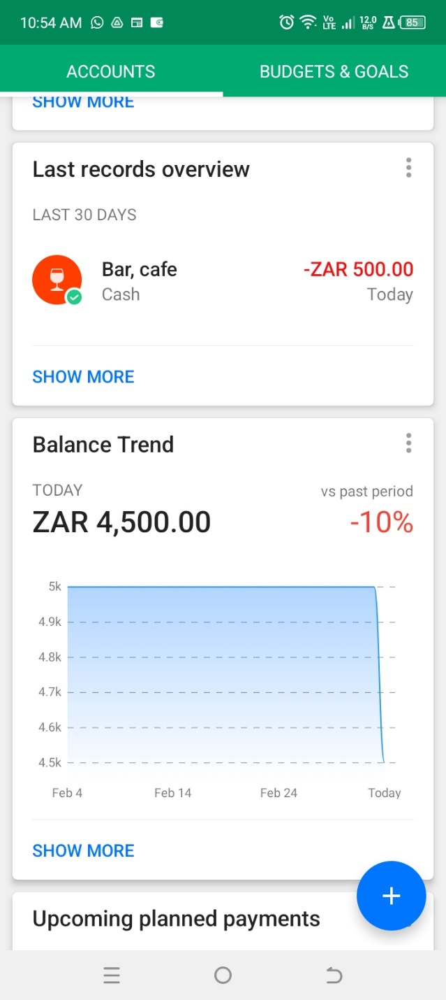 10:54 AM
Vo LTE 12.0 B/S 85
ACCOUNTS BUDGETS & GOALS
SHOW MORE
Last records overview
LAST 30 DAYS
Bar, cafe -ZAR 500.00
Cash Today
SHOW MORE
Balance Trend
TODAY vs past period
ZAR 4,500.00 -10%
5k
4.9k
4.8k
4.7k
4.6k
4.5k
Feb 4 Feb 14 Feb 24 Today
SHOW MORE
Upcoming planned payments